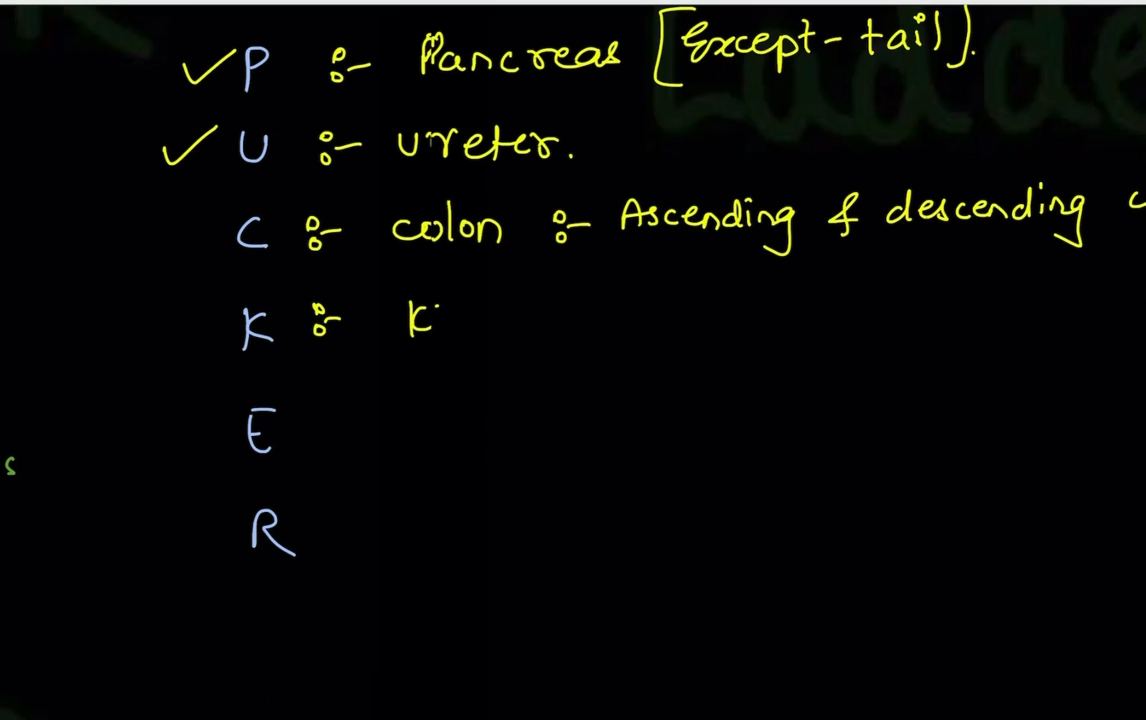 ✓ P :- Pancreas [Except - tail].
✓ U :- ureter.
C :- colon :- Ascending & descending c
K :- K
E
S
R